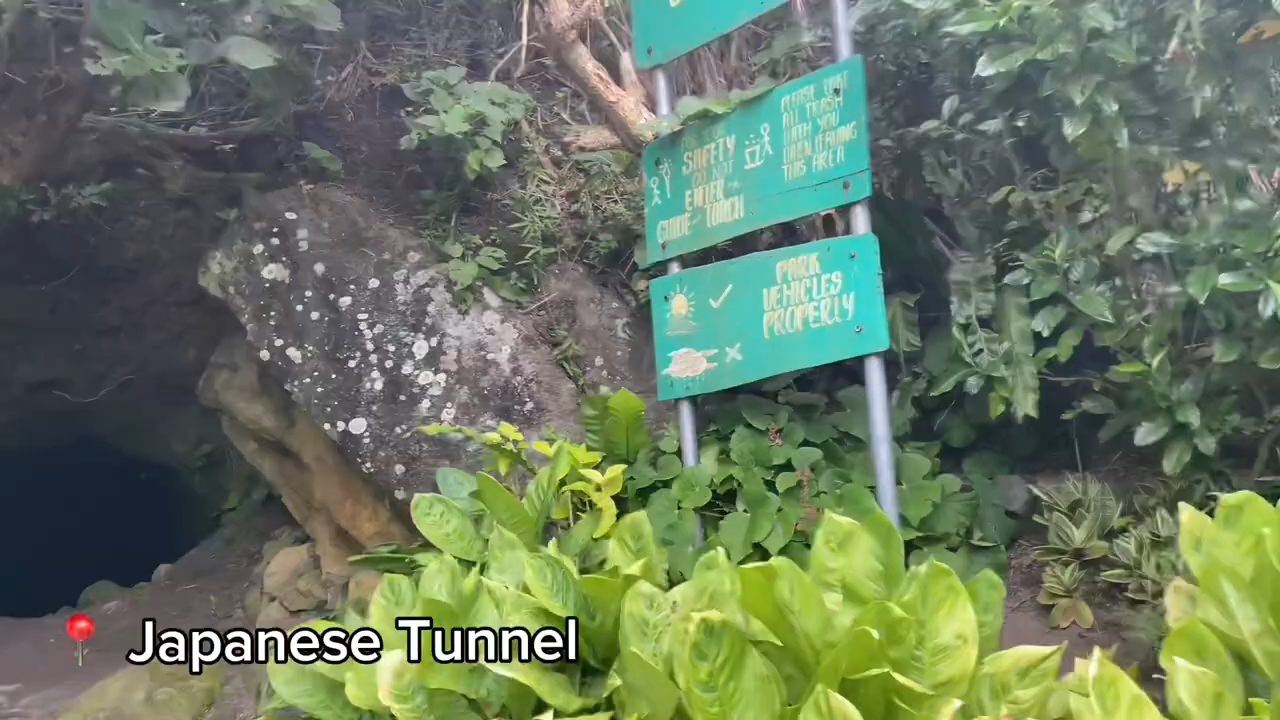 SAFETY
DO NOT
ENTER
GUIDE TORCH
PLEASE TAKE
ALL TRASH
WITH YOU
WHEN LEAVING
THIS AREA
PARK
VEHICLES
PROPERLY
Japanese Tunnel